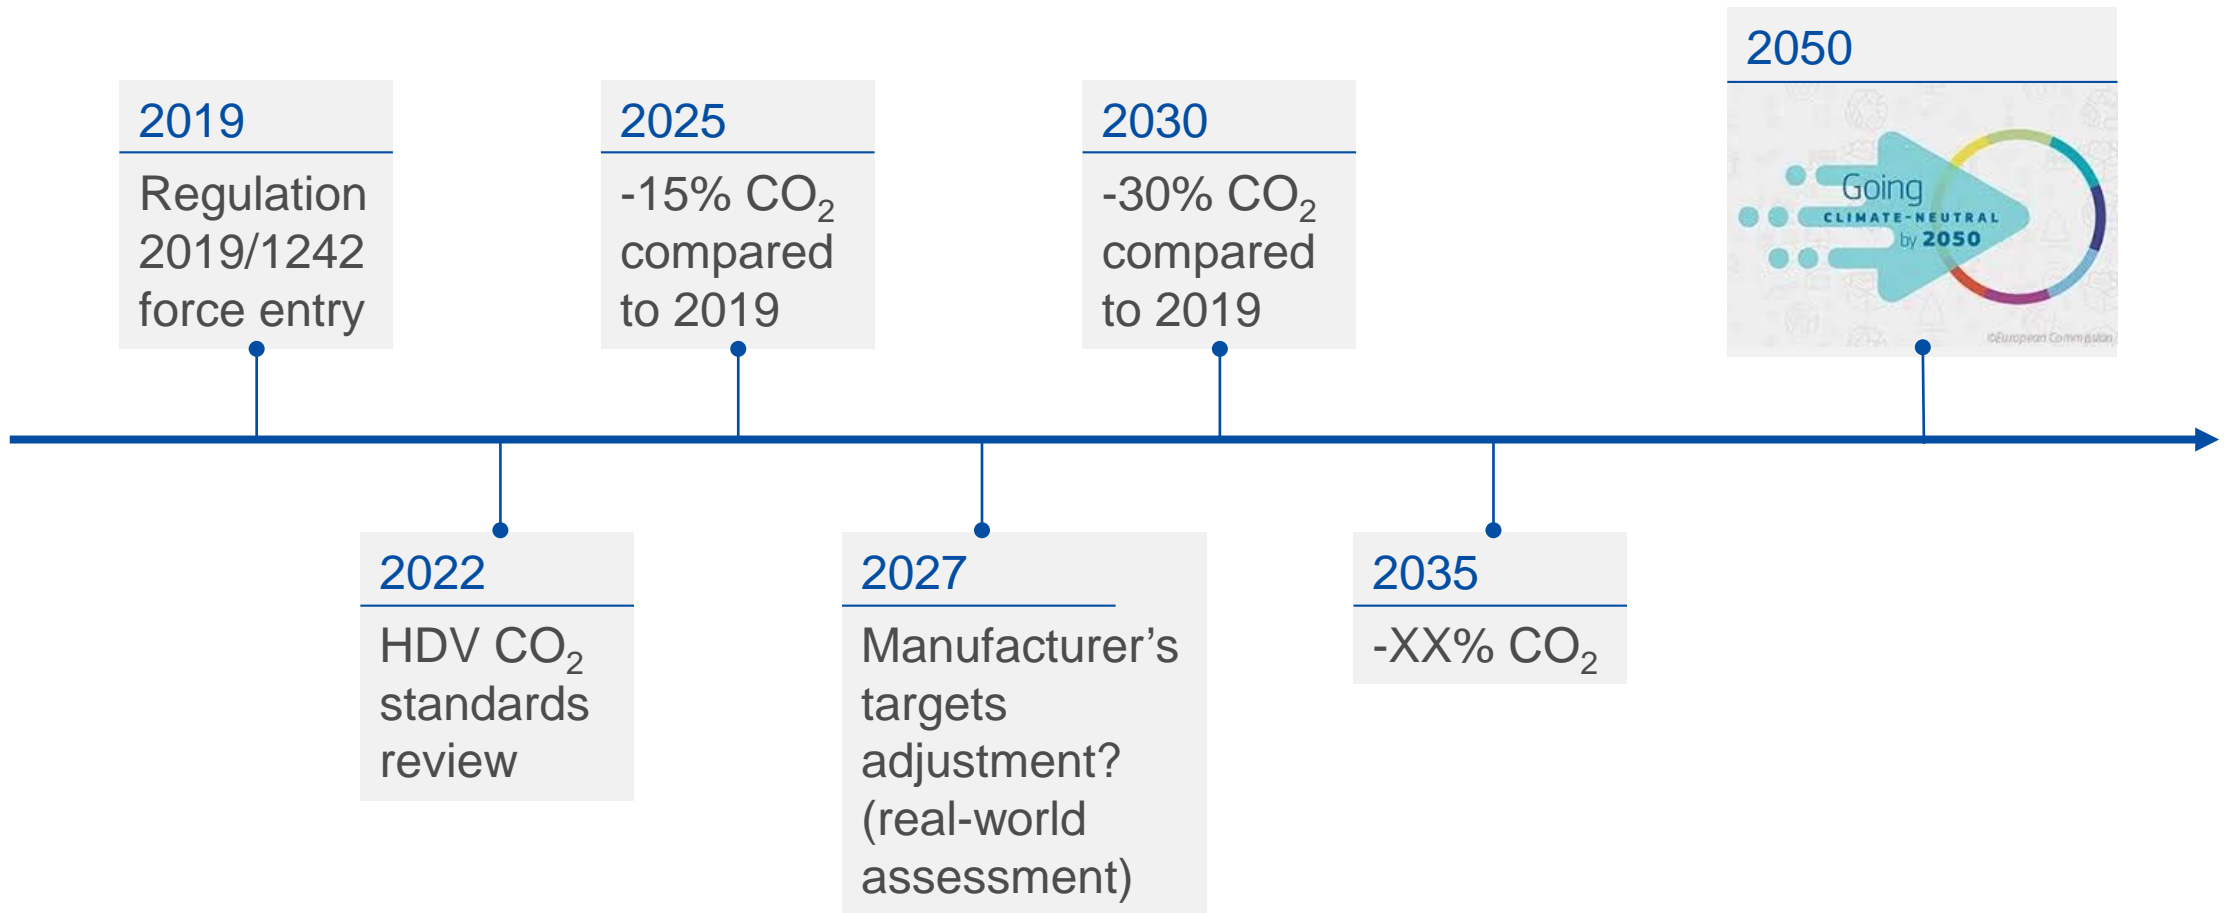 2019
Regulation
2019/1242
force entry
2022
HDV CO₂
standards
review
2025
-15% CO₂
compared
to 2019
2027
Manufacturer’s
targets
adjustment?
(real-world
assessment)
2030
-30% CO₂
compared
to 2019
2035
-XX% CO₂
2050
Going
CLIMATE-NEUTRAL
by 2050
©European Commission